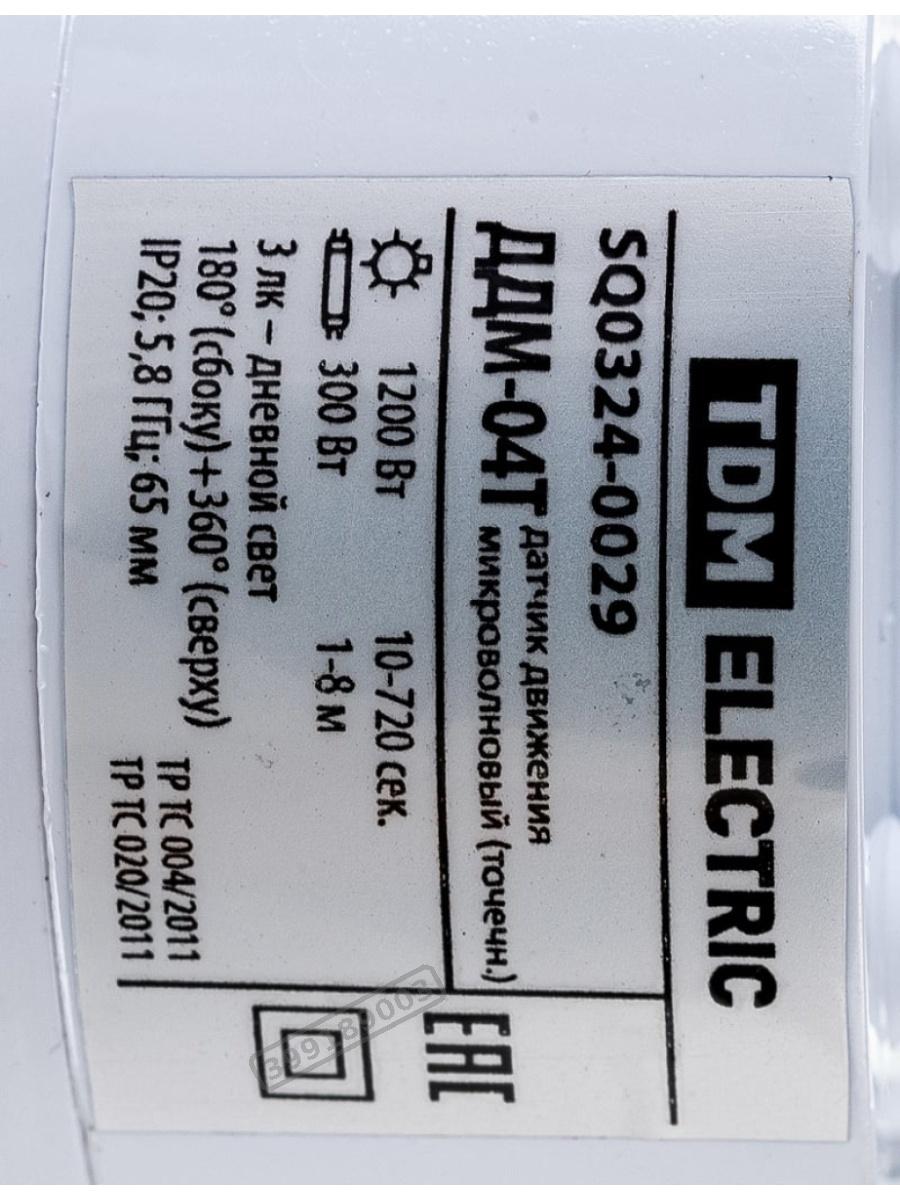 TDM ELECTRIC
SQ0324-0029
ДДМ-04Т датчик движения
микроволновый (точечн.)
1200 Вт 10-720 сек.
300 Вт 1-8 м
3 лк – дневной свет
180° (сбоку)+360° (сверху)
IP20; 5,8 ГГц; 65 мм
ТР ТС 004/2011
ТР ТС 020/2011
EAC
399189003